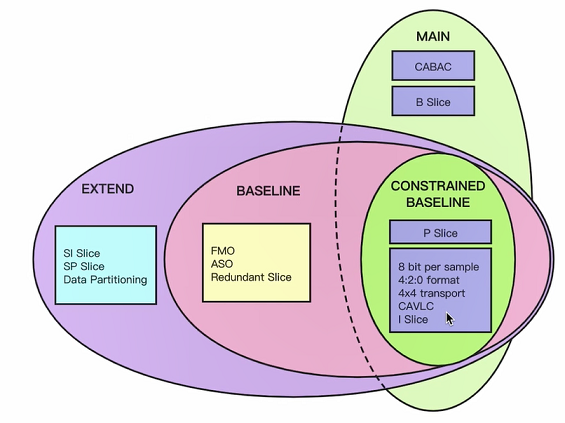 MAIN
CABAC
B Slice
EXTEND
BASELINE
CONSTRAINED
BASELINE
P Slice
SI Slice
SP Slice
Data Partitioning
FMO
ASO
Redundant Slice
8 bit per sample
4:2:0 format
4x4 transport
CAVLC
I Slice